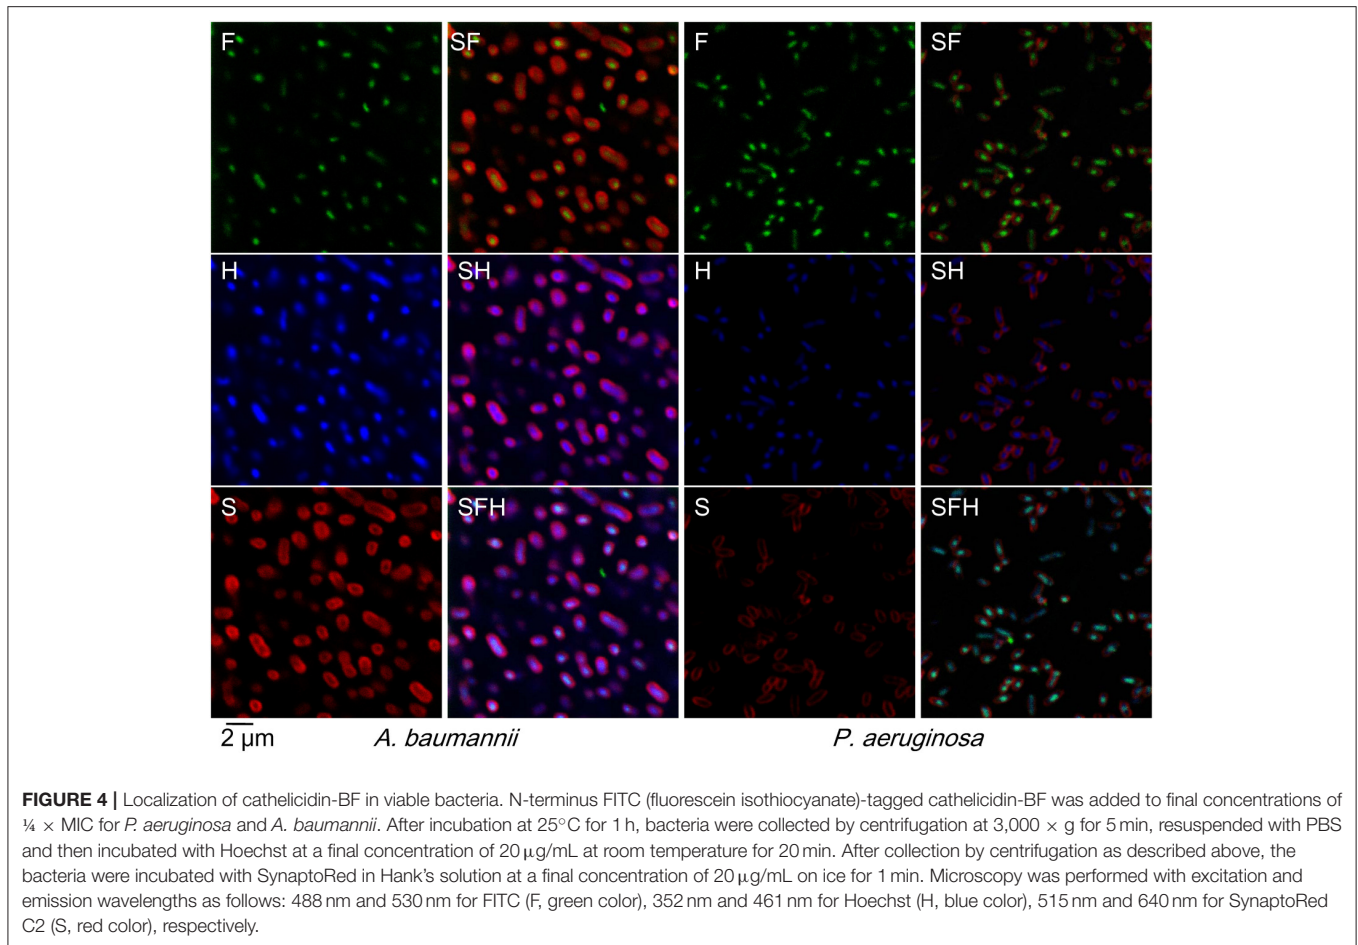 F SF F SF
H SH H SH
S SFH S SFH
2 µm A. baumannii P. aeruginosa
FIGURE 4 | Localization of cathelicidin-BF in viable bacteria. N-terminus FITC (fluorescein isothiocyanate)-tagged cathelicidin-BF was added to final concentrations of
¼ × MIC for P. aeruginosa and A. baumannii. After incubation at 25°C for 1 h, bacteria were collected by centrifugation at 3,000 × g for 5 min, resuspended with PBS
and then incubated with Hoechst at a final concentration of 20 µg/mL at room temperature for 20 min. After collection by centrifugation as described above, the
bacteria were incubated with SynaptoRed in Hank's solution at a final concentration of 20 µg/mL on ice for 1 min. Microscopy was performed with excitation and
emission wavelengths as follows: 488 nm and 530 nm for FITC (F, green color), 352 nm and 461 nm for Hoechst (H, blue color), 515 nm and 640 nm for SynaptoRed
C2 (S, red color), respectively.